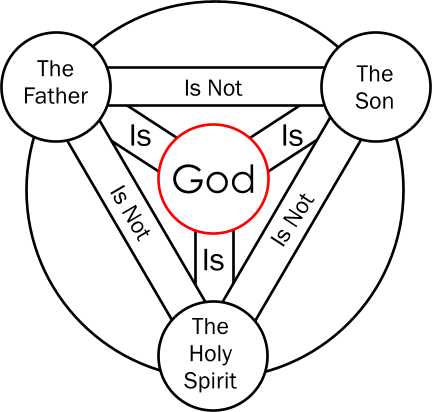 The
Father
Is Not
The
Son
Is
Is
God
Is Not
Is Not
Is
The
Holy
Spirit